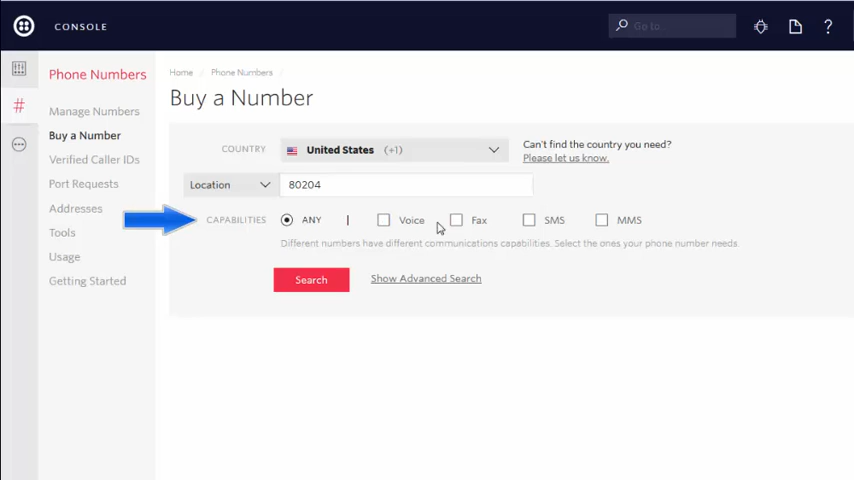 CONSOLE
Go to...
Phone Numbers
Manage Numbers
Buy a Number
Verified Caller IDs
Port Requests
Addresses
Tools
Usage
Getting Started
Home / Phone Numbers /
Buy a Number
COUNTRY United States (+1)
Can't find the country you need?
Please let us know.
Location 80204
CAPABILITIES ANY | Voice Fax SMS MMS
Different numbers have different communications capabilities. Select the ones your phone number needs.
Search Show Advanced Search